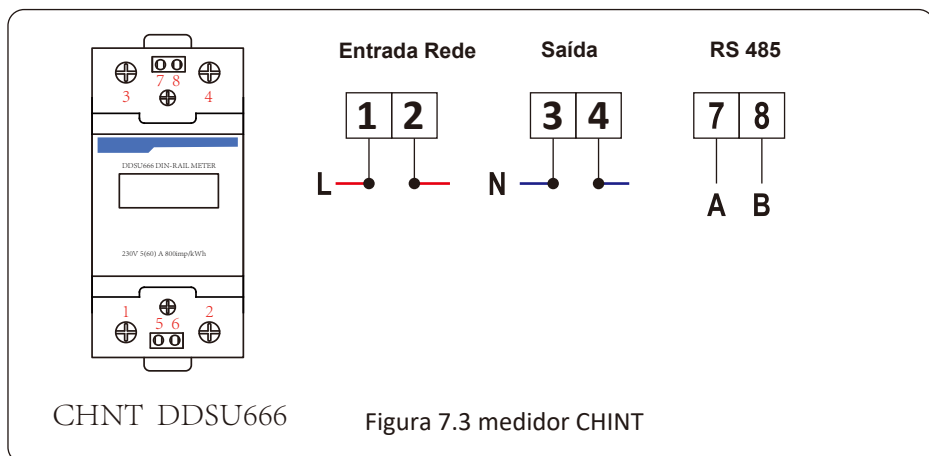 Entrada Rede Saída RS 485
7 8
3 4
1 2 3 4 7 8
DDSU666 DIN-RAIL METER
L N
A B
230V 5(60) A 800imp/kWh
1 2
5 6
CHNT DDSU666
Figura 7.3 medidor CHINT